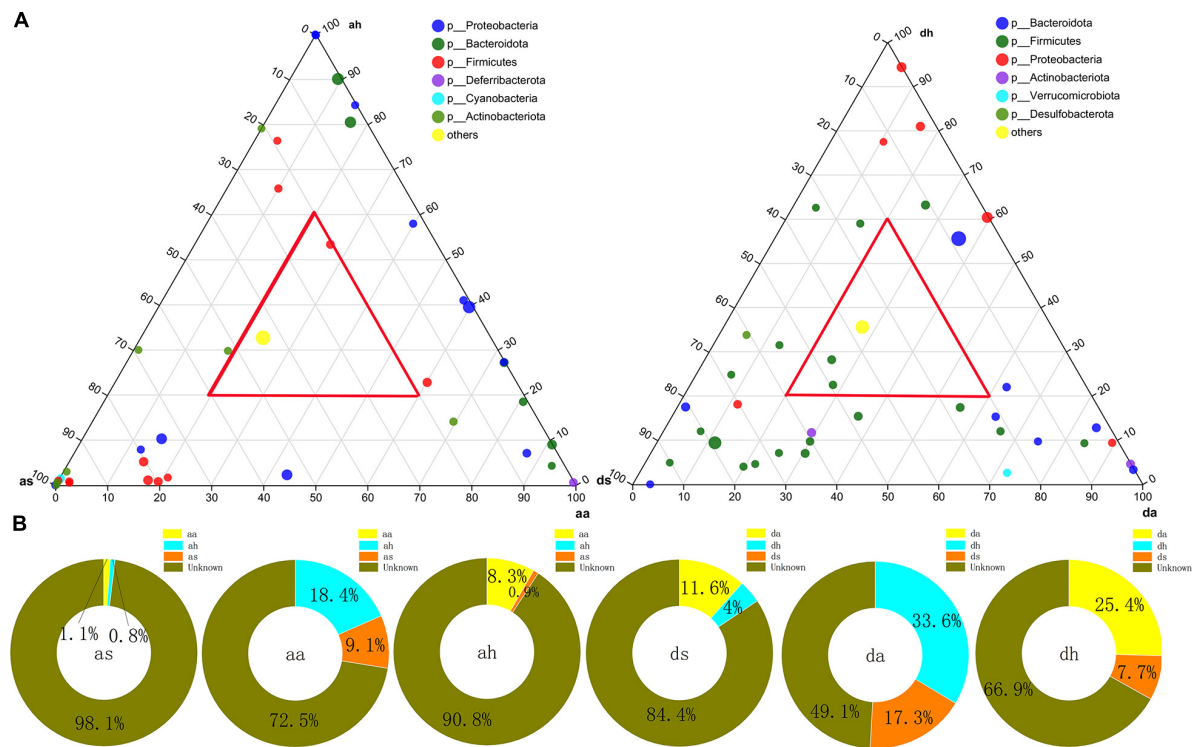 A
ah
0
100
10
90
20
80
30
70
40
60
50
50
60
40
70
30
80
20
90
10
100
0
as
0
10
20
30
40
50
60
70
80
90
100
aa
p__Proteobacteria
p__Bacteroidota
p__Firmicutes
p__Deferribacterota
p__Cyanobacteria
p__Actinobacteriota
others
dh
0
100
10
90
20
80
30
70
40
60
50
50
60
40
70
30
80
20
90
10
100
0
ds
0
10
20
30
40
50
60
70
80
90
100
da
p__Bacteroidota
p__Firmicutes
p__Proteobacteria
p__Actinobacteriota
p__Verrucomicrobiota
p__Desulfobacterota
others
B
aa
ah
as
Unknown
1.1%
0.8%
as
98.1%
aa
ah
as
Unknown
18.4%
9.1%
aa
72.5%
aa
ah
as
Unknown
8.3%
0.9%
ah
90.8%
da
dh
ds
Unknown
11.6%
4%
ds
84.4%
da
dh
ds
Unknown
33.6%
da
49.1%
17.3%
da
dh
ds
Unknown
25.4%
7.7%
dh
66.9%